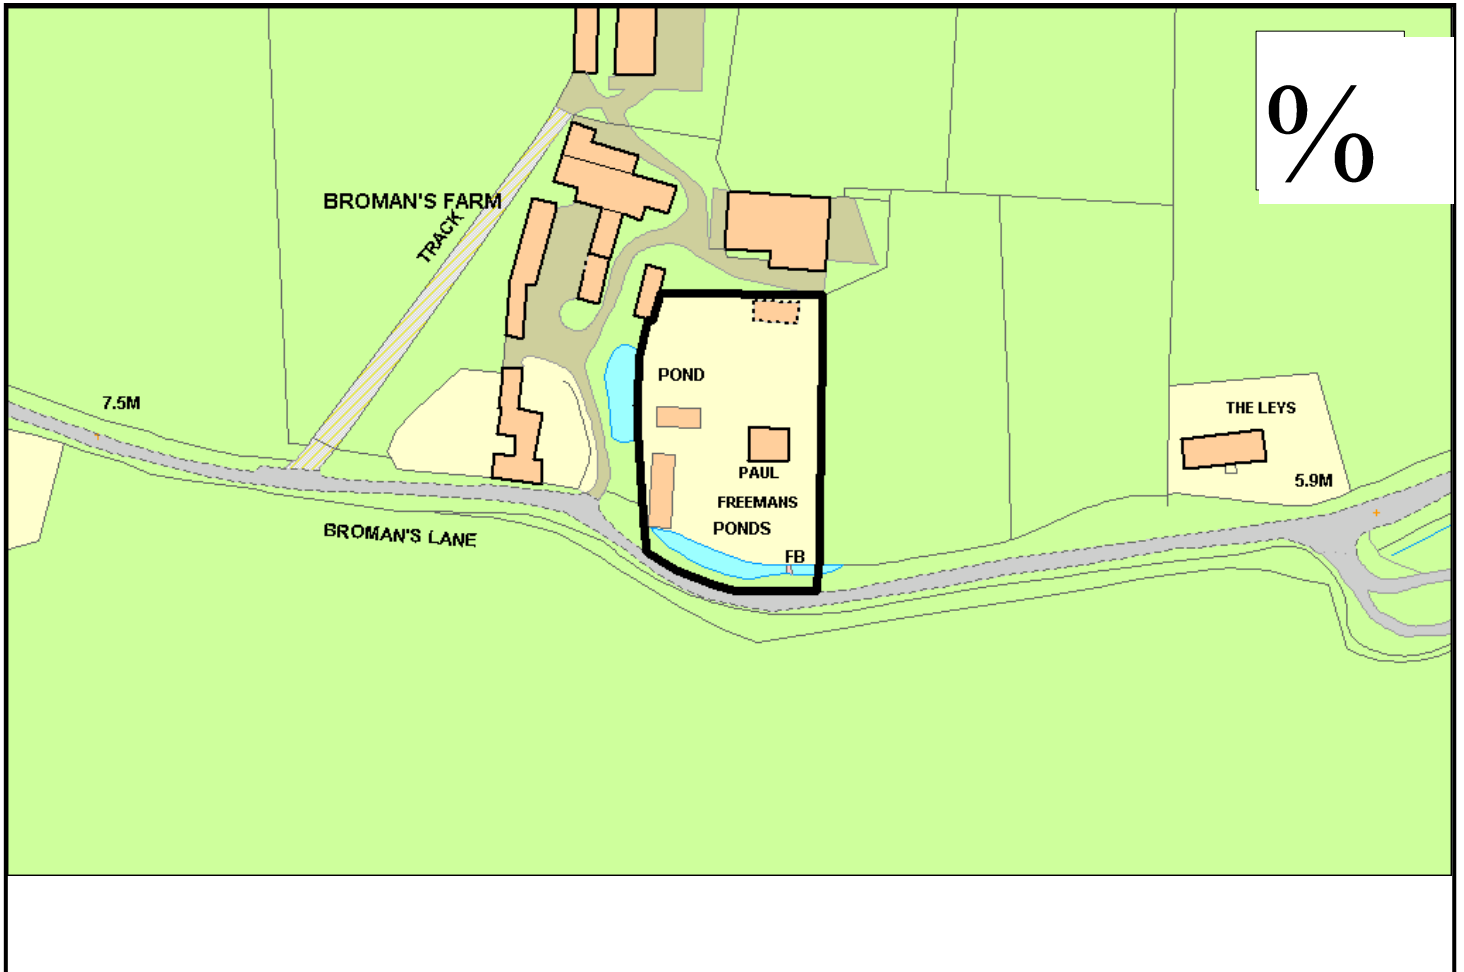 %
BROMAN'S FARM
TRACK
7.5M
POND
THE LEYS
PAUL
5.9M
FREEMANS
PONDS
BROMAN'S LANE
FB